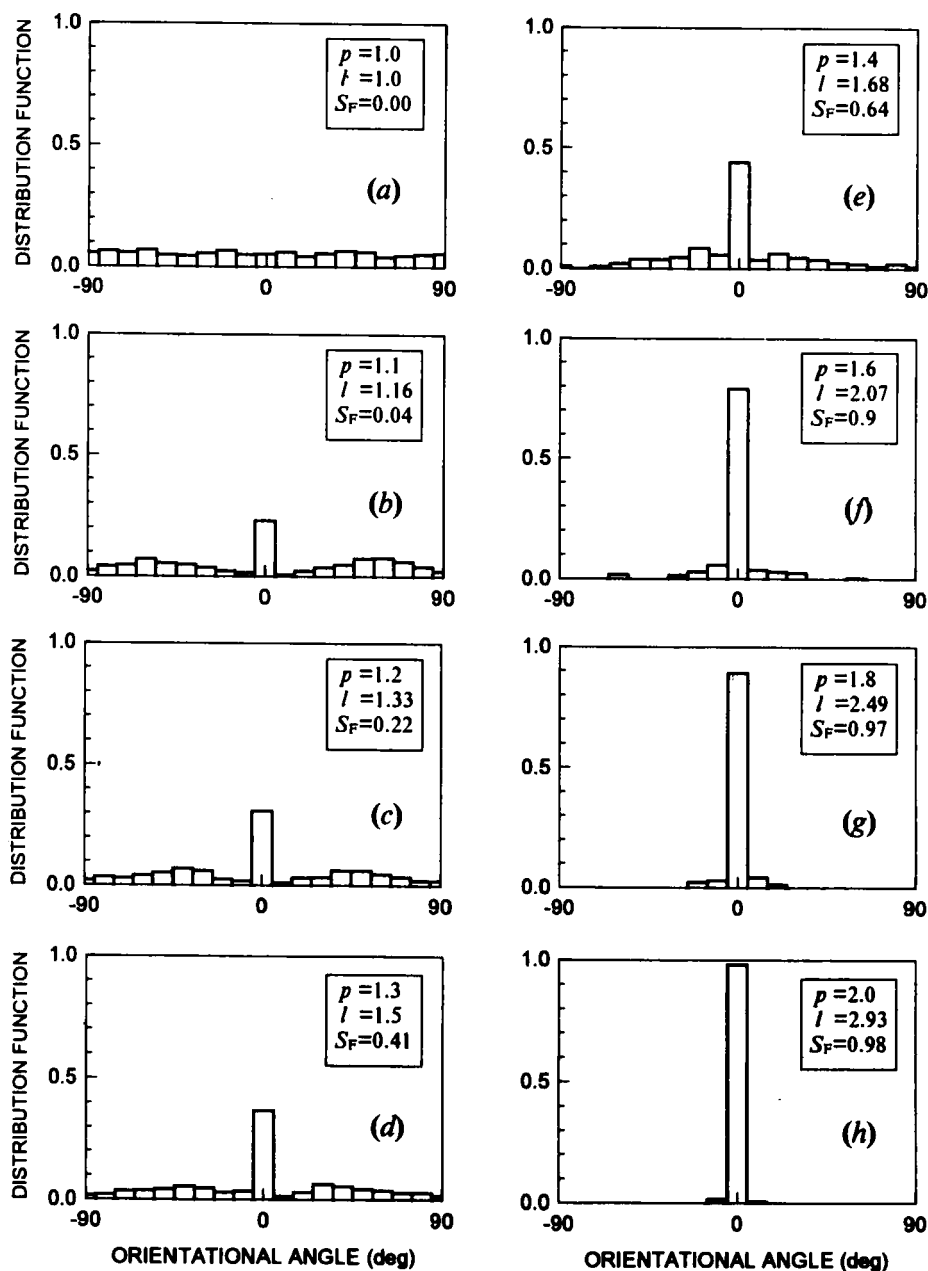 DISTRIBUTION FUNCTION
1.0
0.5
0.0
-90
0
90
p =1.0
l =1.0
SF=0.00
(a)
DISTRIBUTION FUNCTION
1.0
0.5
0.0
-90
0
90
p =1.1
l =1.16
SF=0.04
(b)
DISTRIBUTION FUNCTION
1.0
0.5
0.0
-90
0
90
p =1.2
l =1.33
SF=0.22
(c)
DISTRIBUTION FUNCTION
1.0
0.5
0.0
-90
0
90
p =1.3
l =1.5
SF=0.41
(d)
ORIENTATIONAL ANGLE (deg)
1.0
0.5
0.0
-90
0
90
p =1.4
l =1.68
SF=0.64
(e)
1.0
0.5
0.0
-90
0
90
p =1.6
l =2.07
SF=0.9
(f)
1.0
0.5
0.0
-90
0
90
p =1.8
l =2.49
SF=0.97
(g)
1.0
0.5
0.0
-90
0
90
p =2.0
l =2.93
SF=0.98
(h)
ORIENTATIONAL ANGLE (deg)